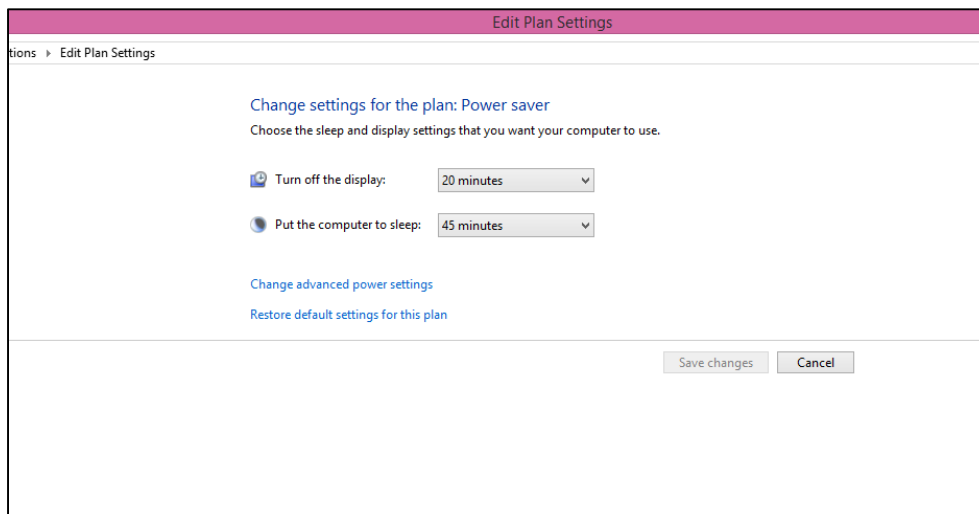 Edit Plan Settings
tions ▸ Edit Plan Settings
Change settings for the plan: Power saver
Choose the sleep and display settings that you want your computer to use.
Turn off the display: 20 minutes
Put the computer to sleep: 45 minutes
Change advanced power settings
Restore default settings for this plan
Save changes Cancel